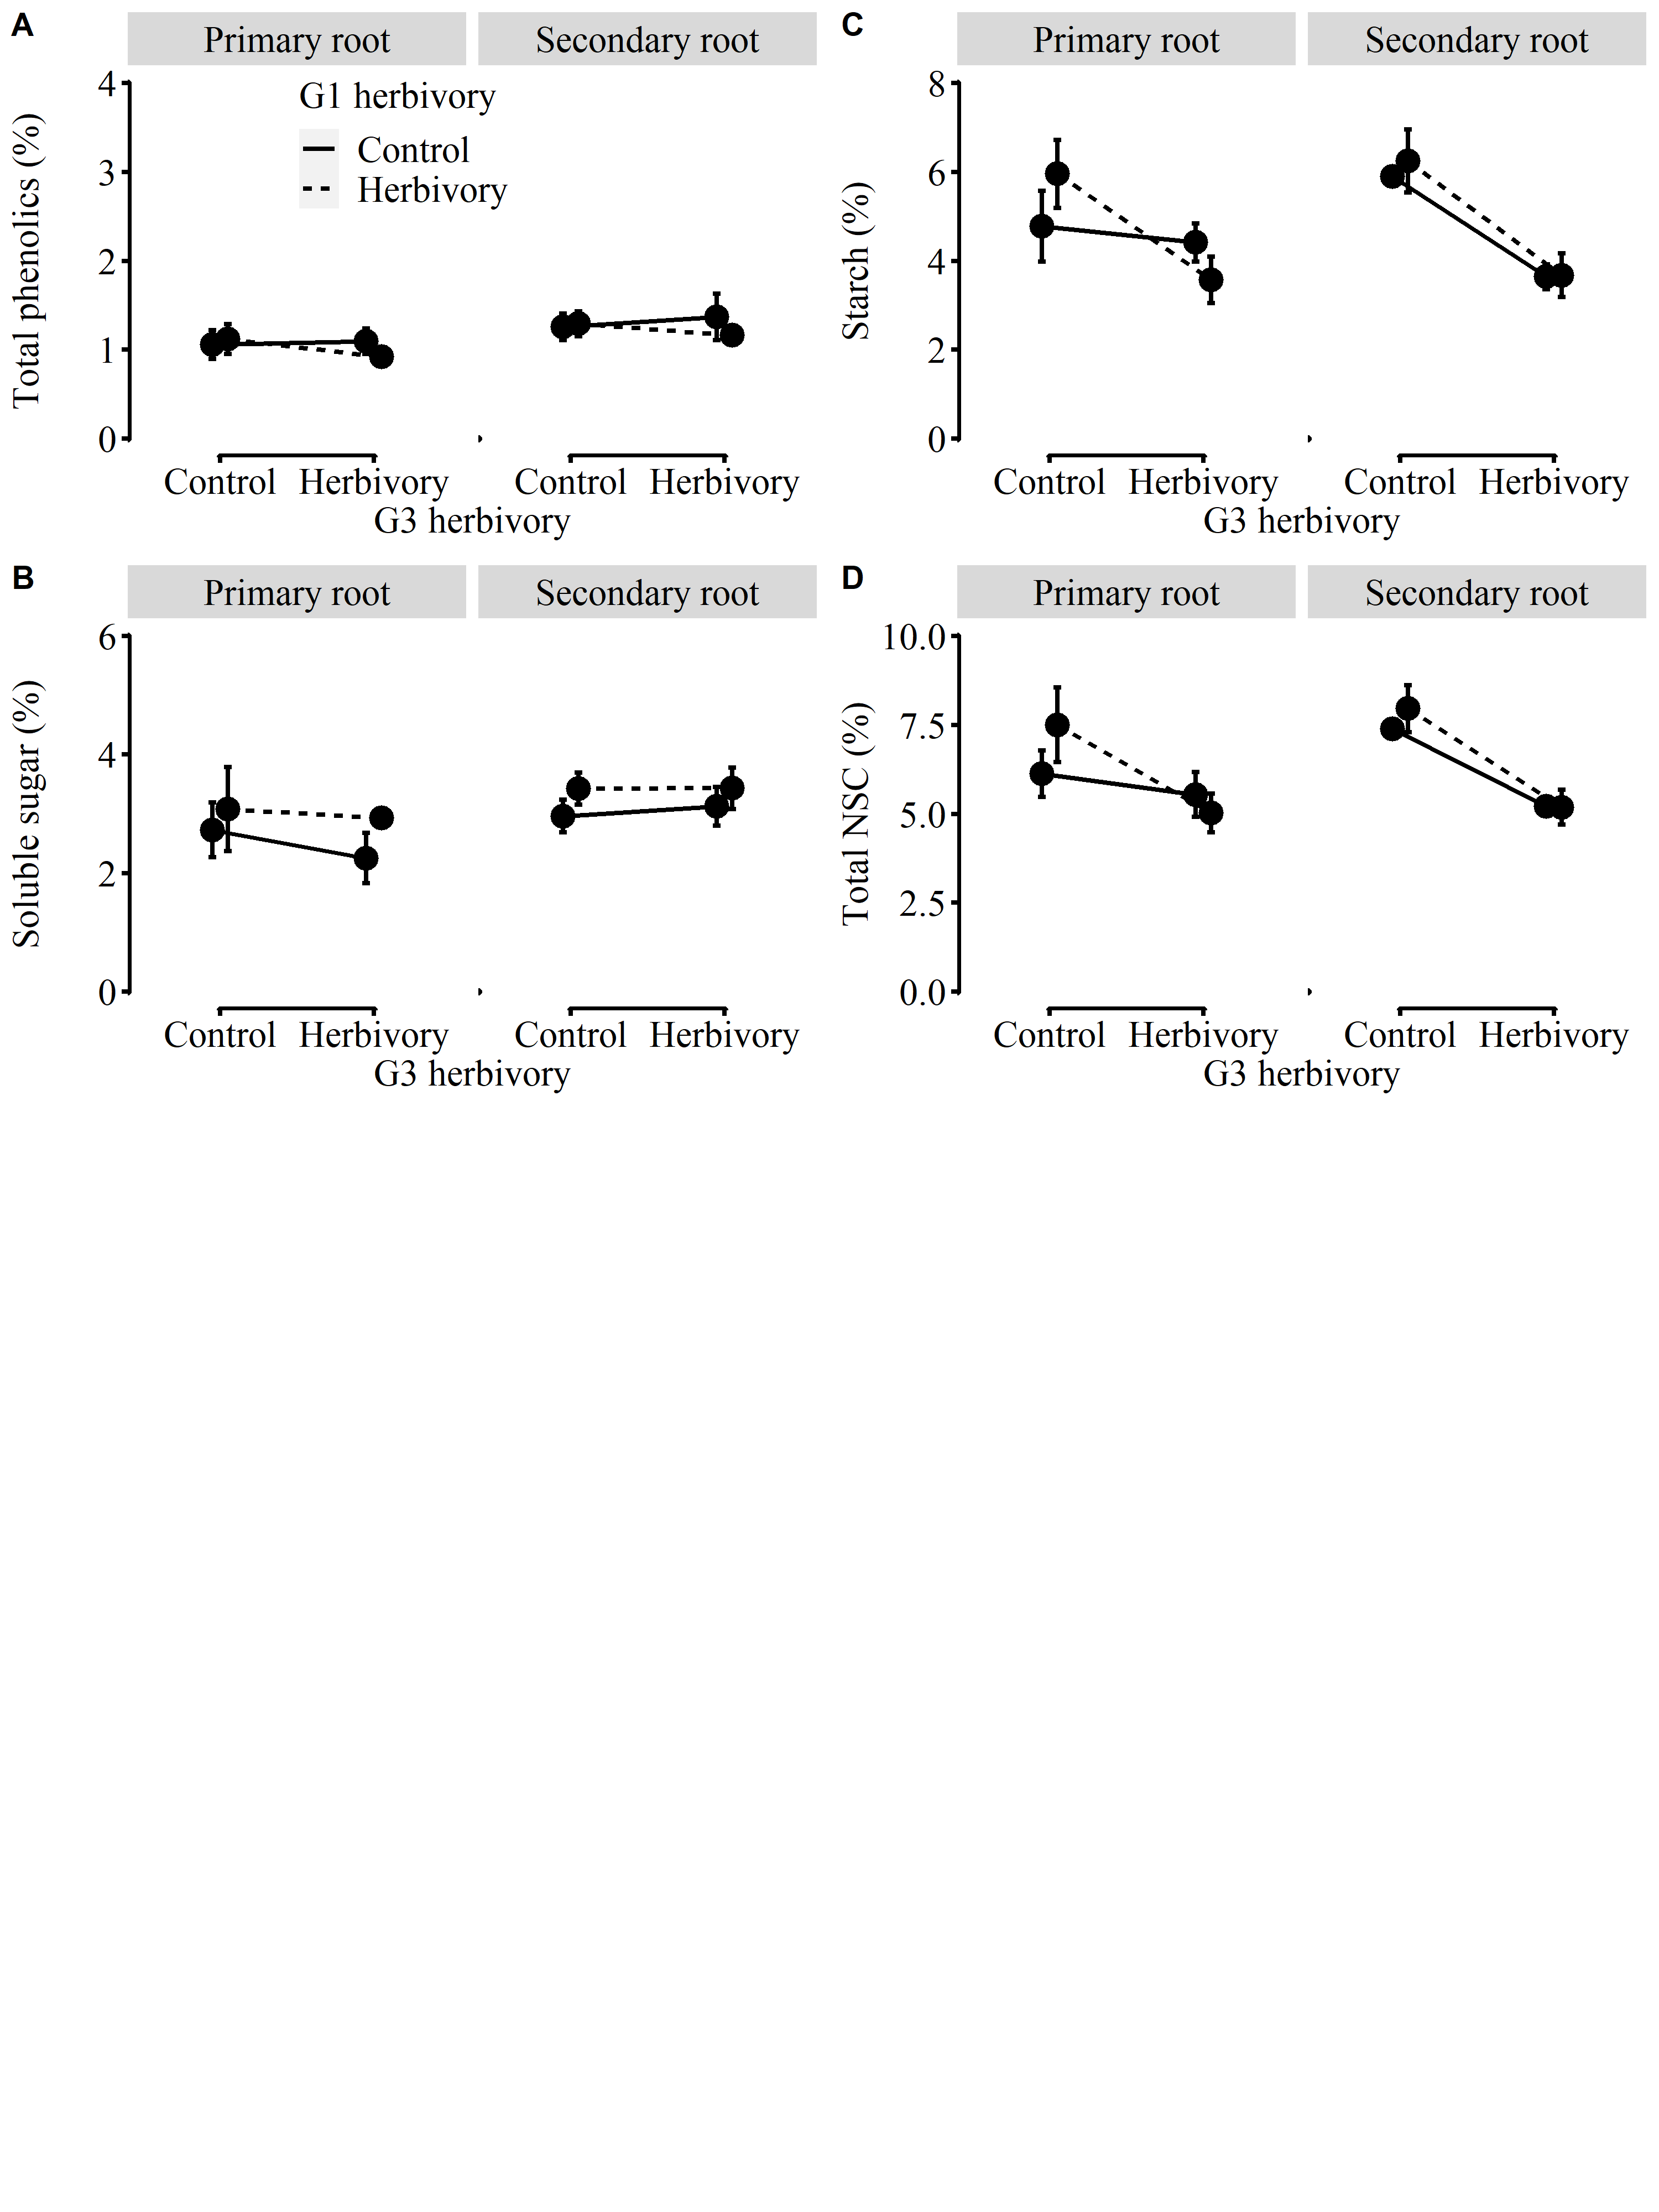 A
Primary root
Secondary root
Total phenolics (%)
4
3
2
1
0
G1 herbivory
Control
Herbivory
Control
Herbivory
Control
Herbivory
G3 herbivory
C
Primary root
Secondary root
Starch (%)
8
6
4
2
0
Control
Herbivory
Control
Herbivory
G3 herbivory
B
Primary root
Secondary root
Soluble sugar (%)
6
4
2
0
Control
Herbivory
Control
Herbivory
G3 herbivory
D
Primary root
Secondary root
Total NSC (%)
10.0
7.5
5.0
2.5
0.0
Control
Herbivory
Control
Herbivory
G3 herbivory